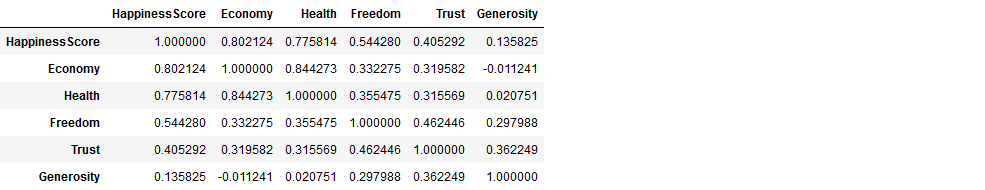 HappinessScore Economy Health Freedom Trust Generosity
HappinessScore 1.000000 0.802124 0.775814 0.544280 0.405292 0.135825
Economy 0.802124 1.000000 0.844273 0.332275 0.319582 -0.011241
Health 0.775814 0.844273 1.000000 0.355475 0.315569 0.020751
Freedom 0.544280 0.332275 0.355475 1.000000 0.462446 0.297988
Trust 0.405292 0.319582 0.315569 0.462446 1.000000 0.362249
Generosity 0.135825 -0.011241 0.020751 0.297988 0.362249 1.000000